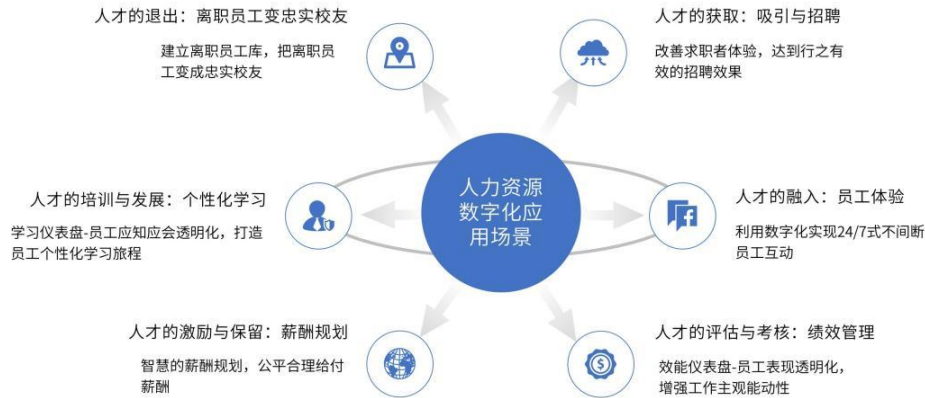 人才的退出：离职员工变忠实校友
建立离职员工库，把离职员
工变成忠实校友
人才的获取：吸引与招聘
改善求职者体验，达到行之有
效的招聘效果
人力资源
数字化应
用场景
人才的培训与发展：个性化学习
学习仪表盘-员工应知应会透明化，打造
员工个性化学习旅程
人才的融入：员工体验
利用数字化实现24/7式不间断
员工互动
人才的激励与保留：薪酬规划
智慧的薪酬规划，公平合理给付
薪酬
人才的评估与考核：绩效管理
效能仪表盘-员工表现透明化，
增强工作主观能动性